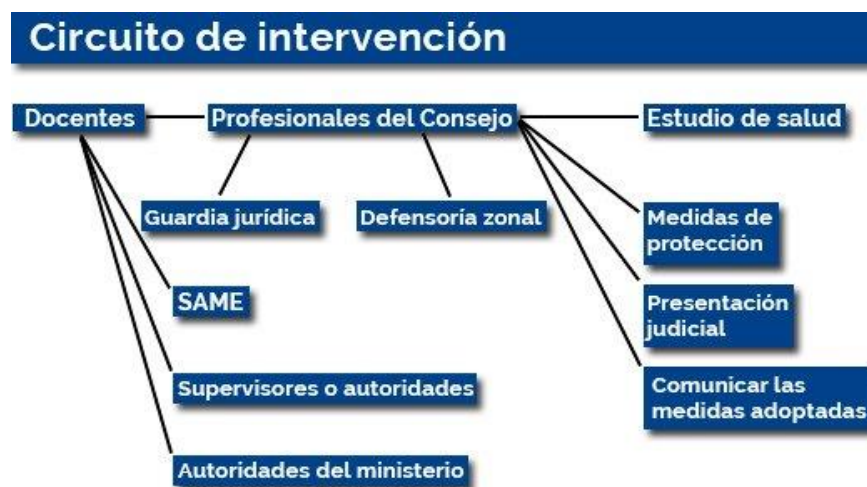 Circuito de intervención
Docentes
Profesionales del Consejo
Estudio de salud
Guardia jurídica
Defensoría zonal
Medidas de
protección
SAME
Presentación
judicial
Supervisores o autoridades
Comunicar las
medidas adoptadas
Autoridades del ministerio